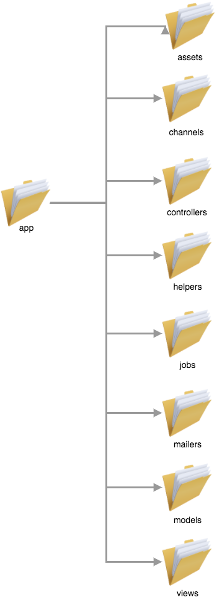 assets
channels
controllers
app
helpers
jobs
mailers
models
views